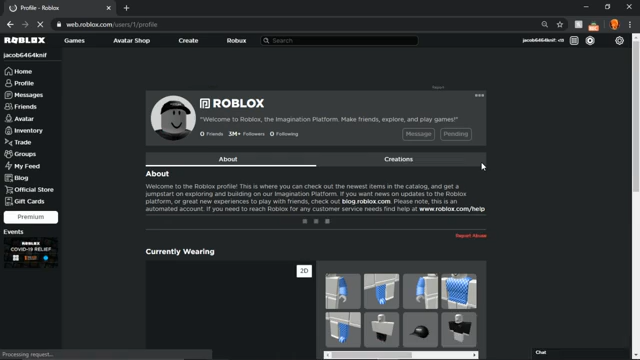 Profile - Roblox
web.roblox.com/users/1/profile
ROBLOX
Games
Avatar Shop
Create
Robux
Search
jacob6464knif: <13
jacob6464knif
Home
Profile
Messages
Friends
Avatar
Inventory
Trade
Groups
My Feed
Blog
Official Store
Gift Cards
Premium
Events
ROBLOX
COVID-19 RELIEF
Report
ROBLOX
"Welcome to Roblox, the Imagination Platform. Make friends, explore, and play games!"
0 Friends 3M+ Followers 0 Following
Message
Pending
About
Creations
About
Welcome to the Roblox profile! This is where you can check out the newest items in the catalog, and get a
jumpstart on exploring and building on our Imagination Platform. If you want news on updates to the Roblox
platform, or great new experiences to play with friends, check out blog.roblox.com. Please note, this is an
automated account. If you need to reach Roblox for any customer service needs find help at www.roblox.com/help
Report Abuse
Currently Wearing
2D
Processing request...
Chat